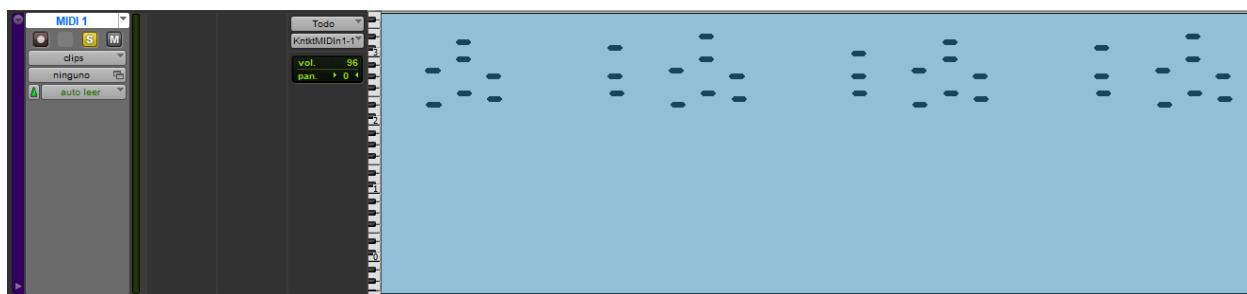 MIDI 1
S M
clips
ninguno
auto leer
Todo
KntktMIDIn1-1
vol. 96
pan. 0
3
2
1
0